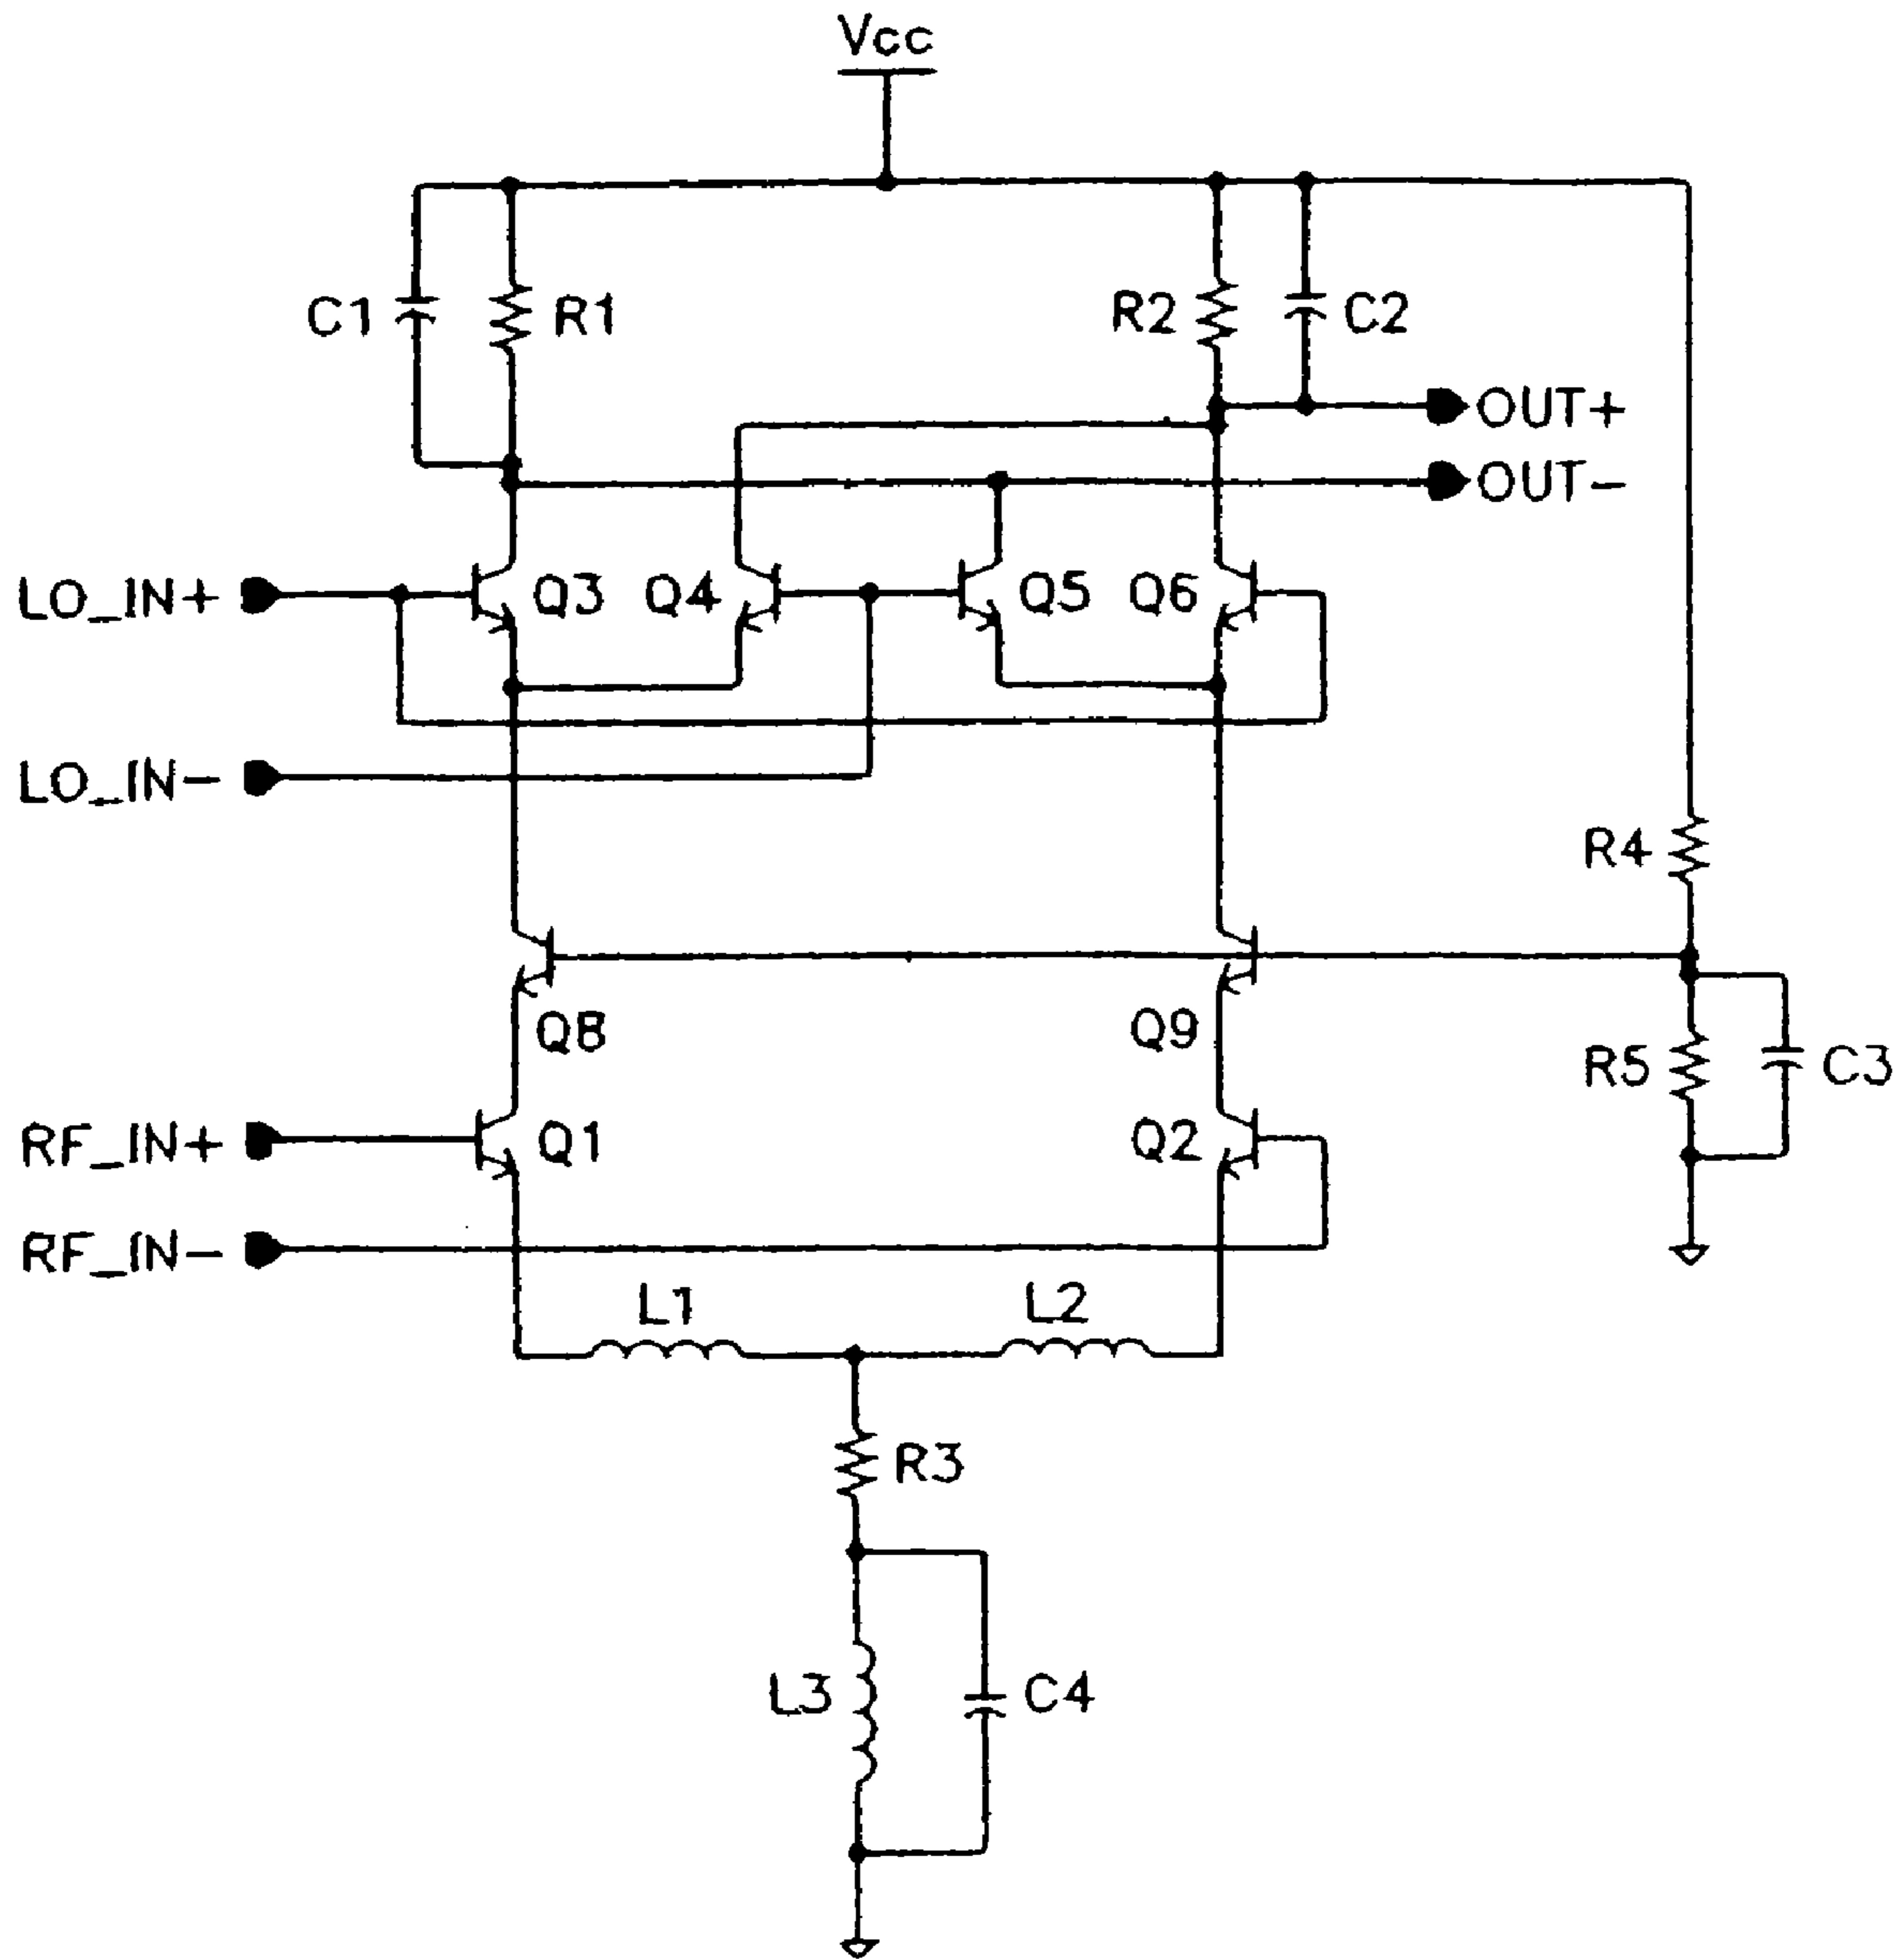 Vcc
C1 R1 R2 C2
OUT+
OUT-
LO_IN+ Q3 Q4 Q5 Q6
LO_IN-
R4
Q8 Q9
R5 C3
RF_IN+ Q1 Q2
RF_IN-
L1 L2
R3
L3 C4